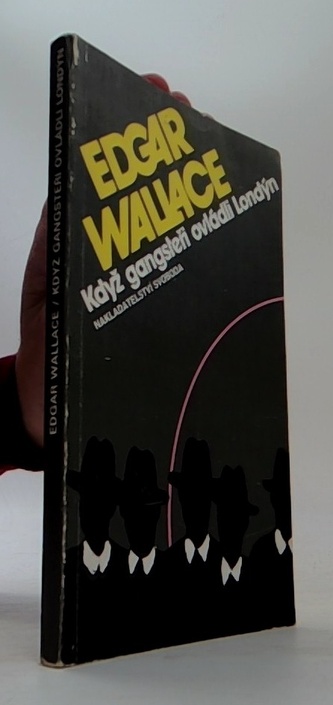 EDGAR
WALLACE
Když gangsteři ovládli Londýn
NAKLADATELSTVÍ SVOBODA
EDGAR WALLACE / KDYŽ GANGSTEŘI OVLÁDLI LONDÝN